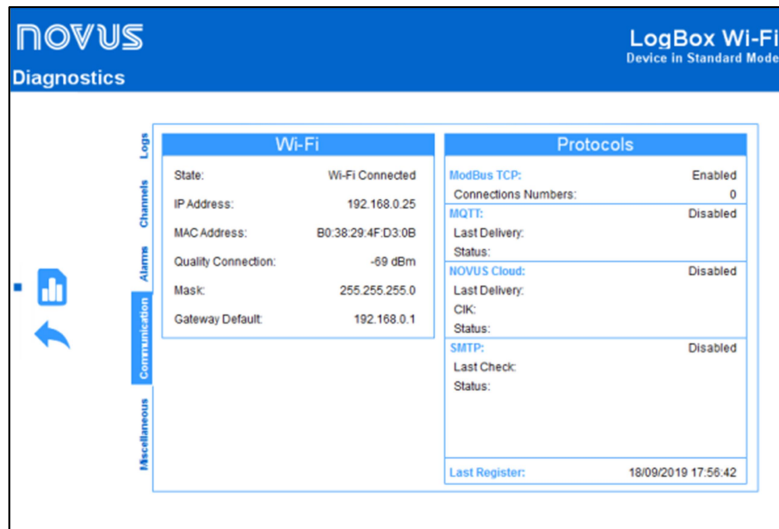 NOVUS
LogBox Wi-Fi
Device in Standard Mode
Diagnostics
Logs
Channels
Alarms
Communication
Miscellaneous
Wi-Fi
State: Wi-Fi Connected
IP Address: 192.168.0.25
MAC Address: B0:38:29:4F:D3:0B
Quality Connection: -69 dBm
Mask: 255.255.255.0
Gateway Default: 192.168.0.1
Protocols
ModBus TCP: Enabled
Connections Numbers: 0
MQTT: Disabled
Last Delivery:
Status:
NOVUS Cloud: Disabled
Last Delivery:
CIK:
Status:
SMTP: Disabled
Last Check:
Status:
Last Register: 18/09/2019 17:56:42